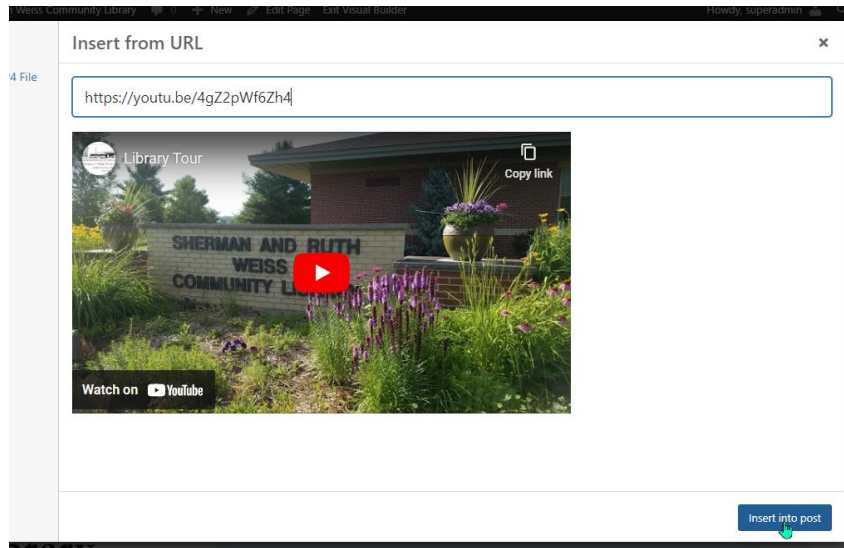 Weiss Community Library 0 New Edit Page Exit Visual Builder Howdy, superadmin
Insert from URL
4 File
https://youtu.be/4gZ2pWf6Zh4
Library Tour
Copy link
SHERMAN AND RUTH
WEISS
COMMUNITY
Watch on YouTube
Insert into post